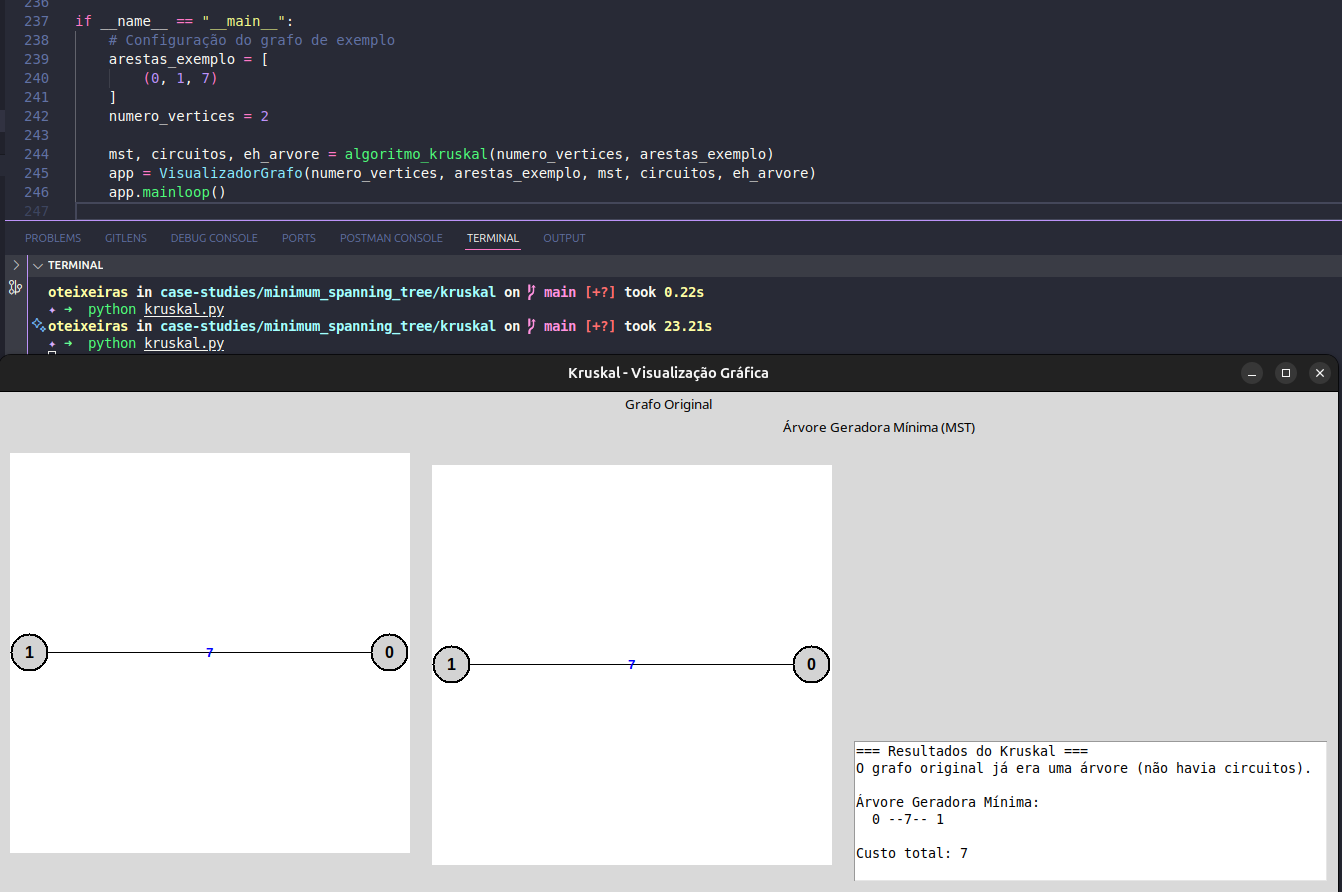 236
237 if __name__ == "__main__":
238 # Configuração do grafo de exemplo
239 arestas_exemplo = [
240 (0, 1, 7)
241 ]
242 numero_vertices = 2
243
244 mst, circuitos, eh_arvore = algoritmo_kruskal(numero_vertices, arestas_exemplo)
245 app = VisualizadorGrafo(numero_vertices, arestas_exemplo, mst, circuitos, eh_arvore)
246 app.mainloop()
247
PROBLEMS GITLENS DEBUG CONSOLE PORTS POSTMAN CONSOLE TERMINAL OUTPUT
TERMINAL
oteixeiras in case-studies/minimum_spanning_tree/kruskal on main [+?] took 0.22s
➜ python kruskal.py
oteixeiras in case-studies/minimum_spanning_tree/kruskal on main [+?] took 23.21s
➜ python kruskal.py
Kruskal - Visualização Gráfica
Grafo Original
Árvore Geradora Mínima (MST)
1 7 0
1 7 0
=== Resultados do Kruskal ===
O grafo original já era uma árvore (não havia circuitos).
Árvore Geradora Mínima:
0 --7-- 1
Custo total: 7